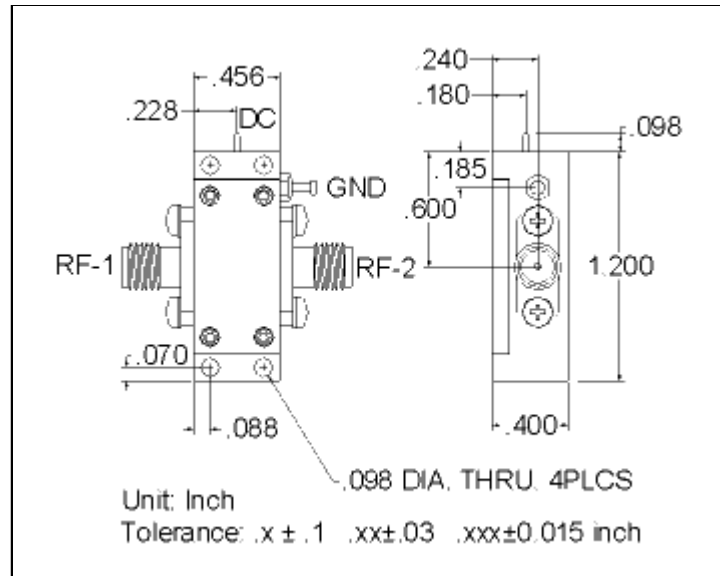 .456
.240
.228
DC
.180
.098
.185
GND
.600
RF-1
RF-2
1.200
.070
.088
.400
.098 DIA. THRU. 4PLCS
Unit: Inch
Tolerance: .x ± .1 .xx±.03 .xxx±0.015 inch